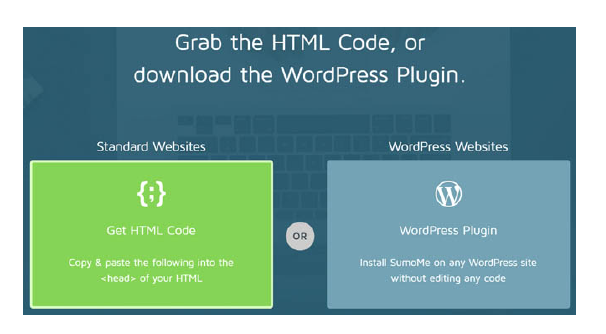 Grab the HTML Code, or
download the WordPress Plugin.
Standard Websites
{;}
Get HTML Code
Copy & paste the following into the
<head> of your HTML
OR
WordPress Websites
WordPress Plugin
Install SumoMe on any WordPress site
without editing any code